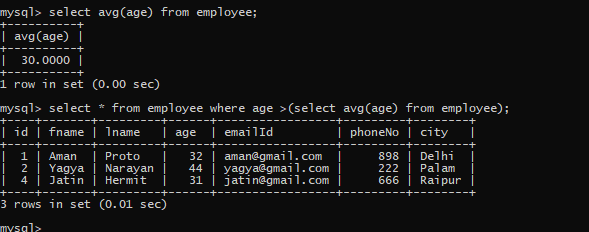 mysql> select avg(age) from employee;
+----------+
| avg(age) |
+----------+
|  30.0000 |
+----------+
1 row in set (0.00 sec)
mysql> select * from employee where age >(select avg(age) from employee);
+----+-------+---------+------+-----------------+---------+--------+
| id | fname | lname   | age  | emailId         | phoneNo | city   |
+----+-------+---------+------+-----------------+---------+--------+
|  1 | Aman  | Proto   |   32 | aman@gmail.com  |     898 | Delhi  |
|  2 | Yagya | Narayan |   44 | yagya@gmail.com |     222 | Palam  |
|  4 | Jatin | Hermit  |   31 | jatin@gmail.com |     666 | Raipur |
+----+-------+---------+------+-----------------+---------+--------+
3 rows in set (0.01 sec)
mysql>